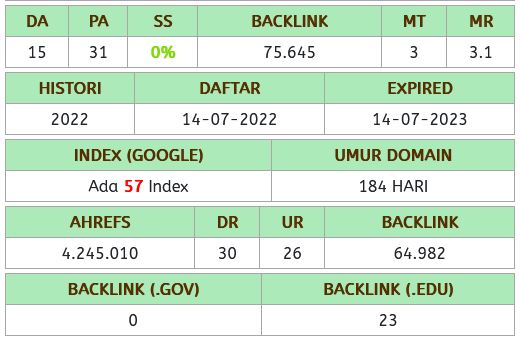 DA PA SS BACKLINK MT MR
15 31 0% 75.645 3 3.1
HISTORI DAFTAR EXPIRED
2022 14-07-2022 14-07-2023
INDEX (GOOGLE) UMUR DOMAIN
Ada 57 Index 184 HARI
AHREFS DR UR BACKLINK
4.245.010 30 26 64.982
BACKLINK (.GOV) BACKLINK (.EDU)
0 23